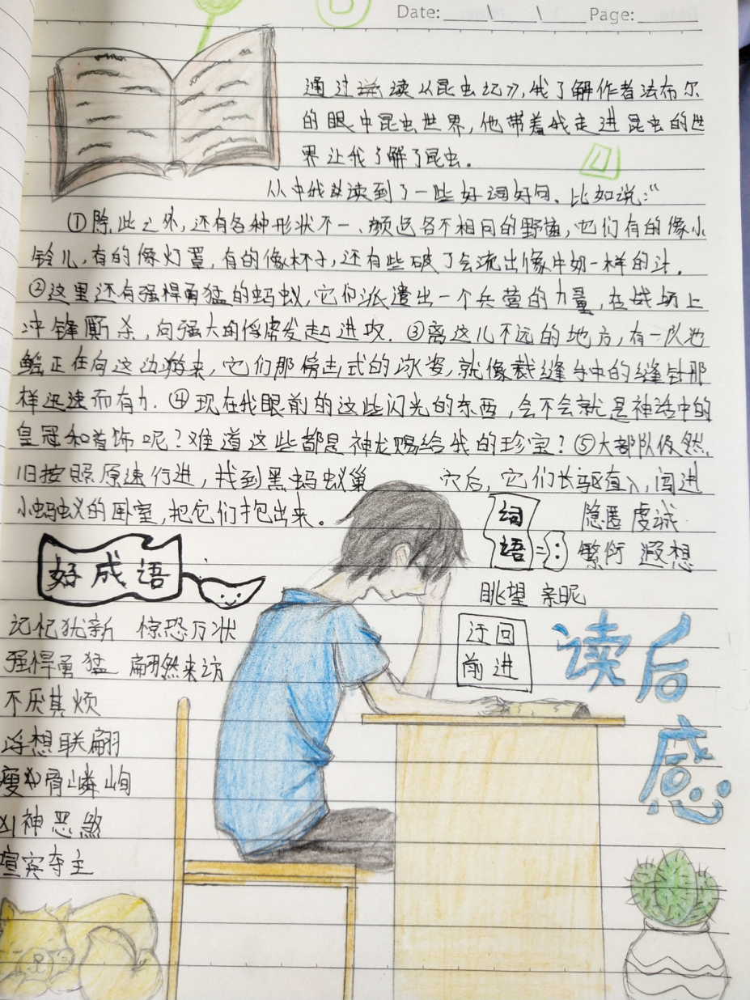 Date: \ \ Page:
通过读《昆虫记》,我了解作者法布尔
的眼中昆虫世界,他带着我走进昆虫的世
界让我了解了昆虫。
从中我读到了一些好词好句。比如说:“
①除此之外,还有各种形状不一、颜色各不相同的野菌,它们有的像小
铃儿,有的像灯罩,有的像杯子,还有些破了会流出像牛奶一样的汁.
②这里还有强悍勇猛的蚂蚁,它们派遣出一个兵营的力量,在战场上
冲锋厮杀,向强大的俘虏发起进攻.③离这儿不远的地方,有一队
正在向这边游来,它们那式的泳姿,就像裁缝手中的缝针那
样迅速而有力.④现在我眼前的这些闪光的东西,会不会就是神话中的
皇冠和首饰呢?难道这些都是神龙赐给我的珍宝?⑤大部队仍然
旧按照原速行进,找到黑蚂蚁巢 穴后,它们长驱直入,闯进
小蚂蚁的卧室,把它们抱出来。
词语=: 隐匿 虔诚
繁衍 遐想
眺望 亲昵
迂回
前进
好成语
记忆犹新 惊恐万状
强悍勇猛 翩然来访
不厌其烦
浮想联翩
瘦骨嶙峋
凶神恶煞
喧宾夺主
读后
感